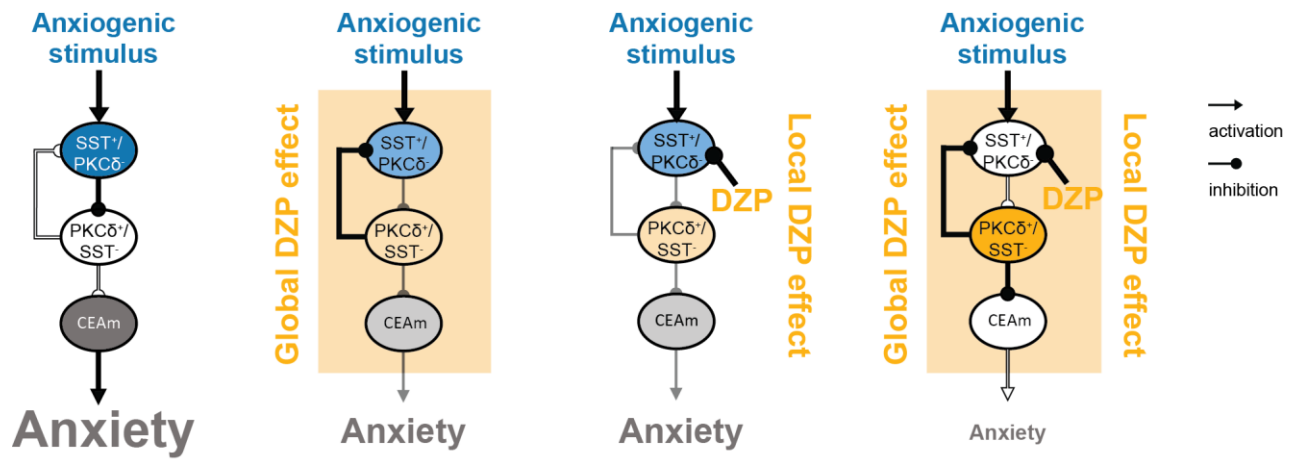 Anxiogenic
stimulus
SST⁺/
PKCδ⁻
PKCδ⁺/
SST⁻
CEAm
Anxiety
Global DZP effect
Anxiogenic
stimulus
SST⁺/
PKCδ⁻
PKCδ⁺/
SST⁻
CEAm
Anxiety
Anxiogenic
stimulus
SST⁺/
PKCδ⁻
DZP
PKCδ⁺/
SST⁻
CEAm
Anxiety
Local DZP effect
Global DZP effect
Anxiogenic
stimulus
SST⁺/
PKCδ⁻
DZP
PKCδ⁺/
SST⁻
CEAm
Anxiety
Local DZP effect
activation
inhibition